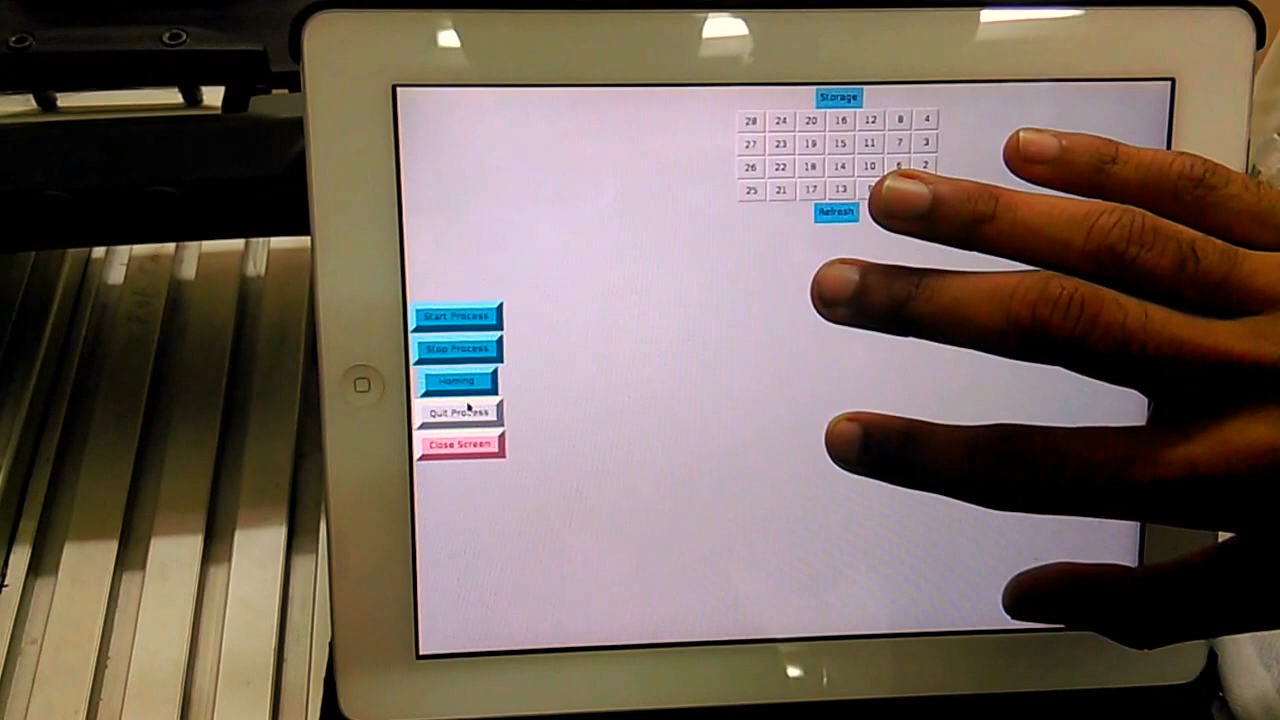 Storage
28 24 20 16 12 8 4
27 23 19 15 11 7 3
26 22 18 14 10 6 2
25 21 17 13
Refresh
Start Process
Stop Process
Homing
Quit Process
Close Screen